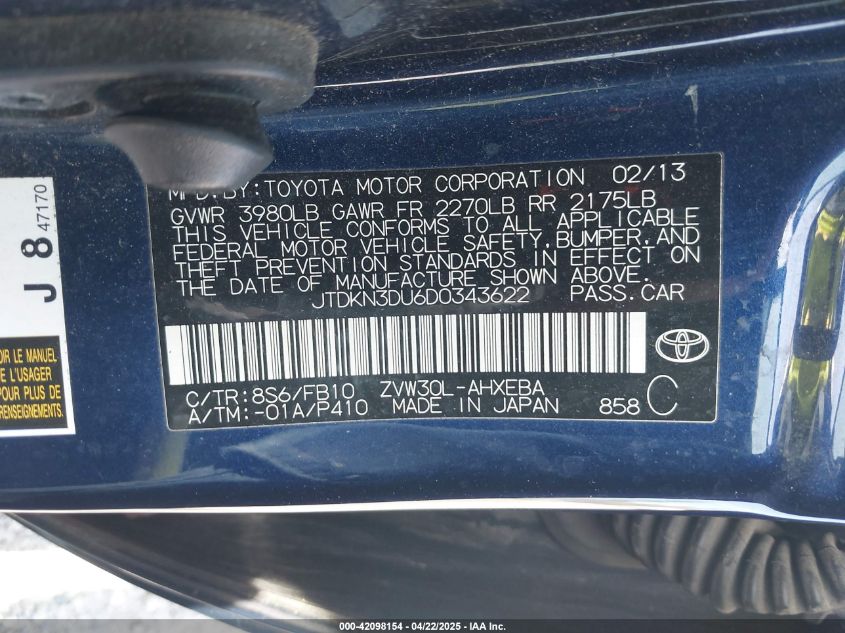 J 8 47170
OIR LE MANUEL
L'USAGER
POUR PLUS DE
RENSEIGNEMENTS.
MFD. BY: TOYOTA MOTOR CORPORATION 02/13
GVWR 3980LB GAWR FR 2270LB RR 2175LB
THIS VEHICLE CONFORMS TO ALL APPLICABLE
FEDERAL MOTOR VEHICLE SAFETY, BUMPER, AND
THEFT PREVENTION STANDARDS IN EFFECT ON
THE DATE OF MANUFACTURE SHOWN ABOVE.
JTDKN3DU6D0343622 PASS.CAR
C/TR:8S6/FB10 ZVW30L-AHXEBA
A/TM:-01A/P410 MADE IN JAPAN 858 C
000-42098154 - 04/22/2025 - IAA Inc.